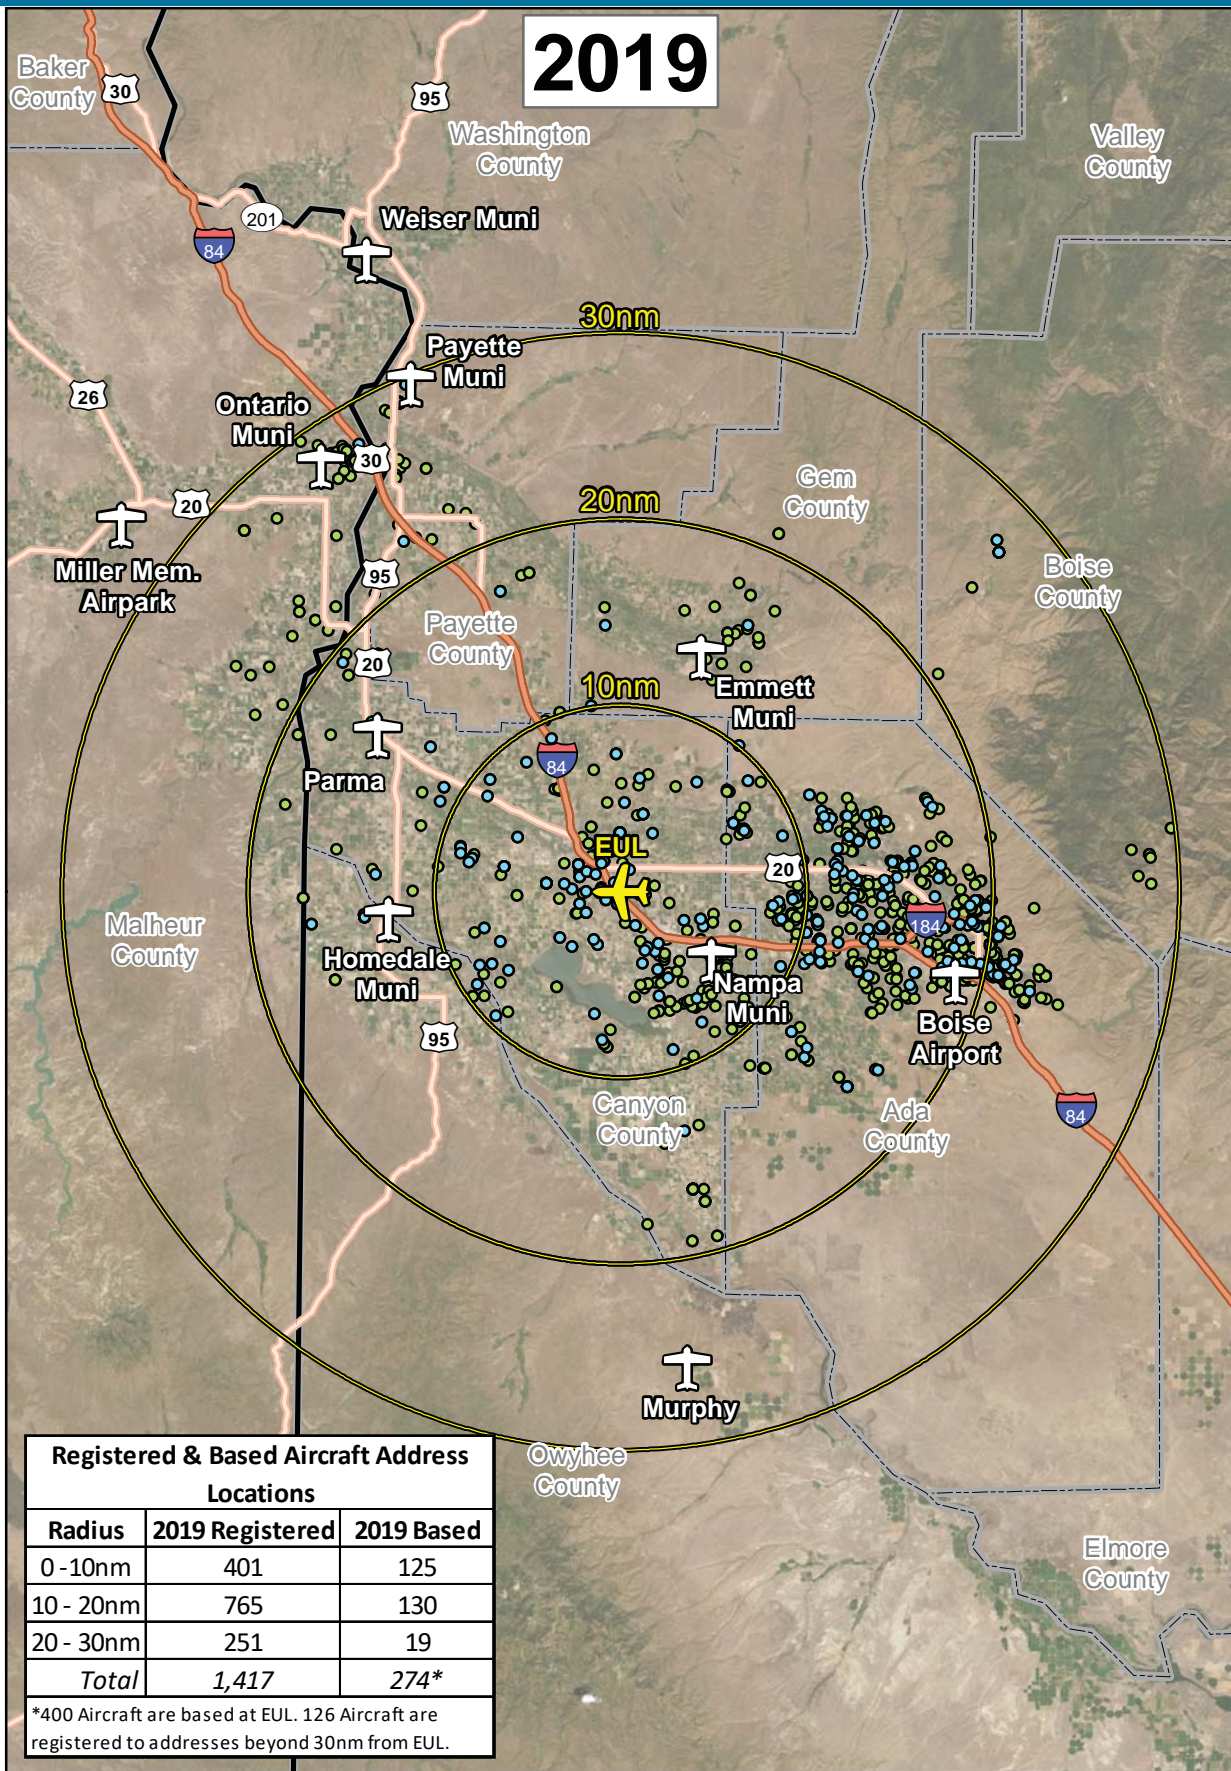 2019
Baker
County
30
95
Washington
County
Valley
County
201
Weiser Muni
84
30nm
Payette
Muni
26
Ontario
Muni
30
Gem
County
20
20nm
Miller Mem.
Airpark
95
Boise
County
Payette
County
20
10nm
Emmett
Muni
Parma
84
EUL
20
Malheur
County
184
Homedale
Muni
Nampa
Muni
Boise
Airport
95
Canyon
County
Ada
County
84
Murphy
Owyhee
County
Elmore
County
Registered & Based Aircraft Address
Locations
Radius 2019 Registered 2019 Based
0 -10nm 401 125
10 - 20nm 765 130
20 - 30nm 251 19
Total 1,417 274*
*400 Aircraft are based at EUL. 126 Aircraft are
registered to addresses beyond 30nm from EUL.